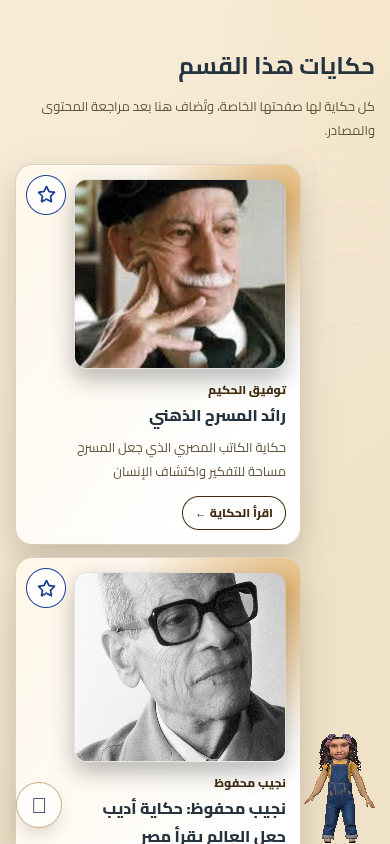 حكايات هذا القسم
كل حكاية لها صفحتها الخاصة، وتُضاف هنا بعد مراجعة المحتوى
والمصادر.
توفيق الحكيم
رائد المسرح الذهني
حكاية الكاتب المصري الذي جعل المسرح
مساحة للتفكير واكتشاف الإنسان
اقرأ الحكاية ←
نجيب محفوظ
نجيب محفوظ: حكاية أديب
جعل العالم يقرأ مصر